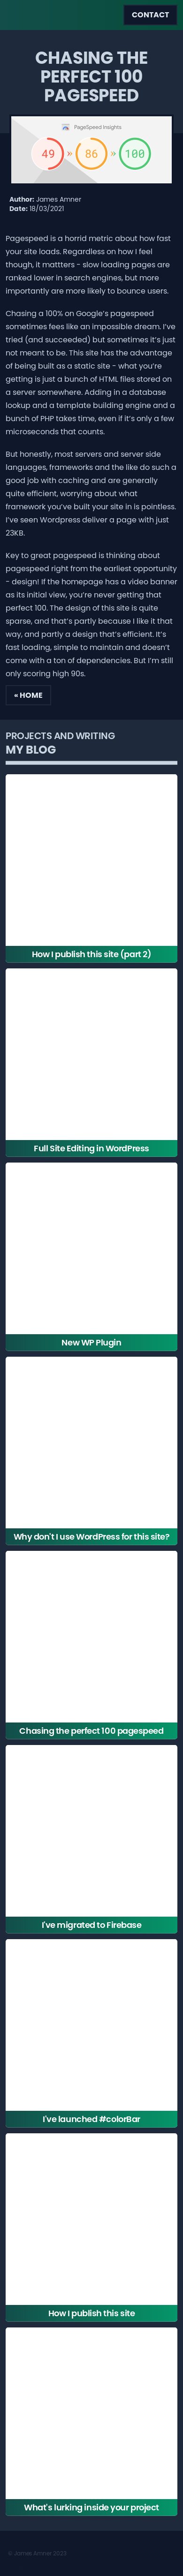 CONTACT
CHASING THE
PERFECT 100
PAGESPEED
PageSpeed Insights
49 » 86 » 100
Author: James Amner
Date: 18/03/2021
Pagespeed is a horrid metric about how fast
your site loads. Regardless on how I feel
though, it mattters - slow loading pages are
ranked lower in search engines, but more
importantly are more likely to bounce users.
Chasing a 100% on Google's pagespeed
sometimes fees like an impossible dream. I've
tried (and succeeded) but sometimes it's just
not meant to be. This site has the advantage
of being built as a static site - what you're
getting is just a bunch of HTML files stored on
a server somewhere. Adding in a database
lookup and a template building engine and a
bunch of PHP takes time, even if it's only a few
microseconds that counts.
But honestly, most servers and server side
languages, frameworks and the like do such a
good job with caching and are generally
quite efficient, worrying about what
framework you've built your site in is pointless.
I've seen Wordpress deliver a page with just
23KB.
Key to great pagespeed is thinking about
pagespeed right from the earliest opportunity
- design! If the homepage has a video banner
as its initial view, you're never getting that
perfect 100. The design of this site is quite
sparse, and that's partly because I like it that
way, and partly a design that's efficient. It's
fast loading, simple to maintain and doesn't
come with a ton of dependencies. But I'm still
only scoring high 90s.
« HOME
PROJECTS AND WRITING
MY BLOG
How I publish this site (part 2)
Full Site Editing in WordPress
New WP Plugin
Why don't I use WordPress for this site?
Chasing the perfect 100 pagespeed
I've migrated to Firebase
I've launched #colorBar
How I publish this site
What's lurking inside your project
© James Amner 2023